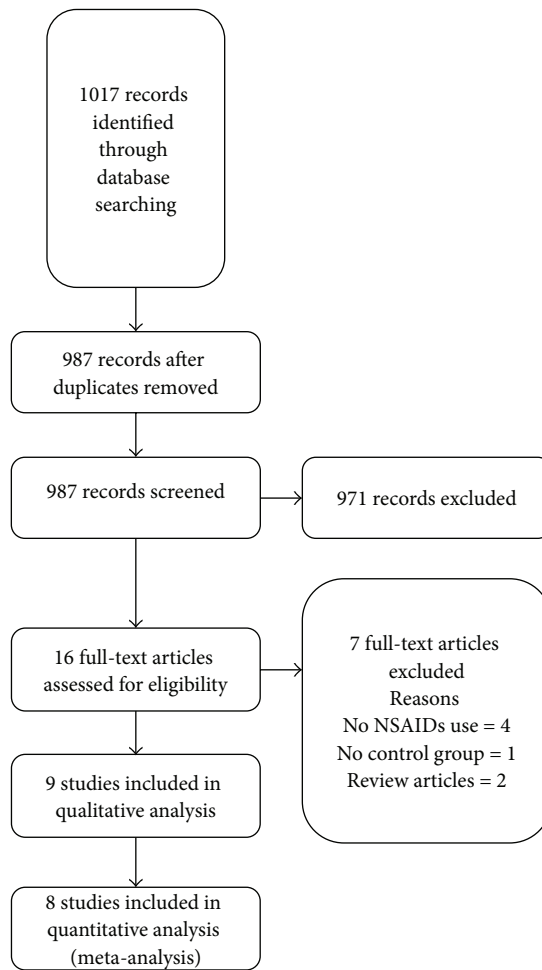 1017 records
identified
through
database
searching
987 records after
duplicates removed
987 records screened
971 records excluded
16 full-text articles
assessed for eligibility
7 full-text articles
excluded
Reasons
No NSAIDs use = 4
No control group = 1
Review articles = 2
9 studies included in
qualitative analysis
8 studies included in
quantitative analysis
(meta-analysis)